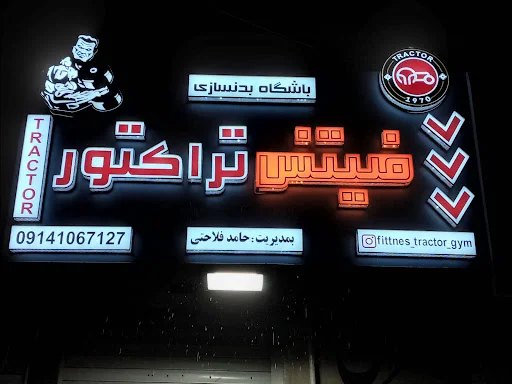 باشگاه بدنسازی
TRACTOR
1970
فیتنس تراکتور
TRACTOR
09141067127
بمدیریت: حامد فلاحتی
fittnes_tractor_gym